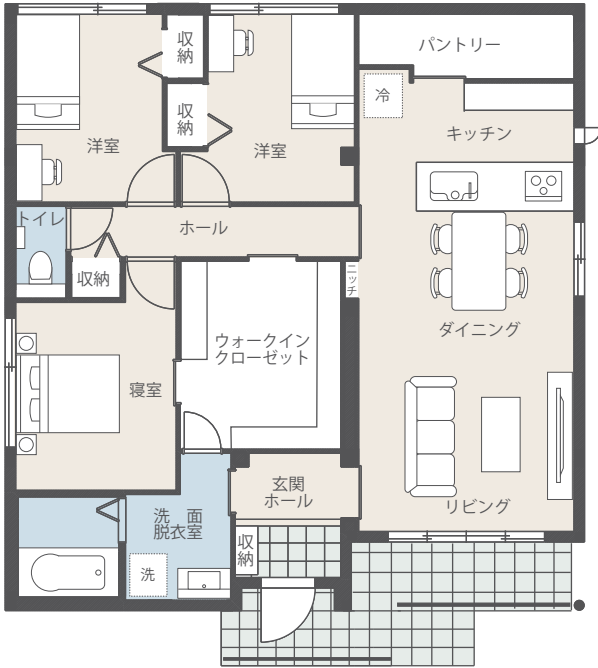 収
納
パントリー
冷
収
納
キッチン
洋室
洋室
トイレ
ホール
収納
ニッチ
ダイニング
ウォークイン
クローゼット
寝室
玄関
ホール
リビング
洗 面
脱衣室
収
納
洗